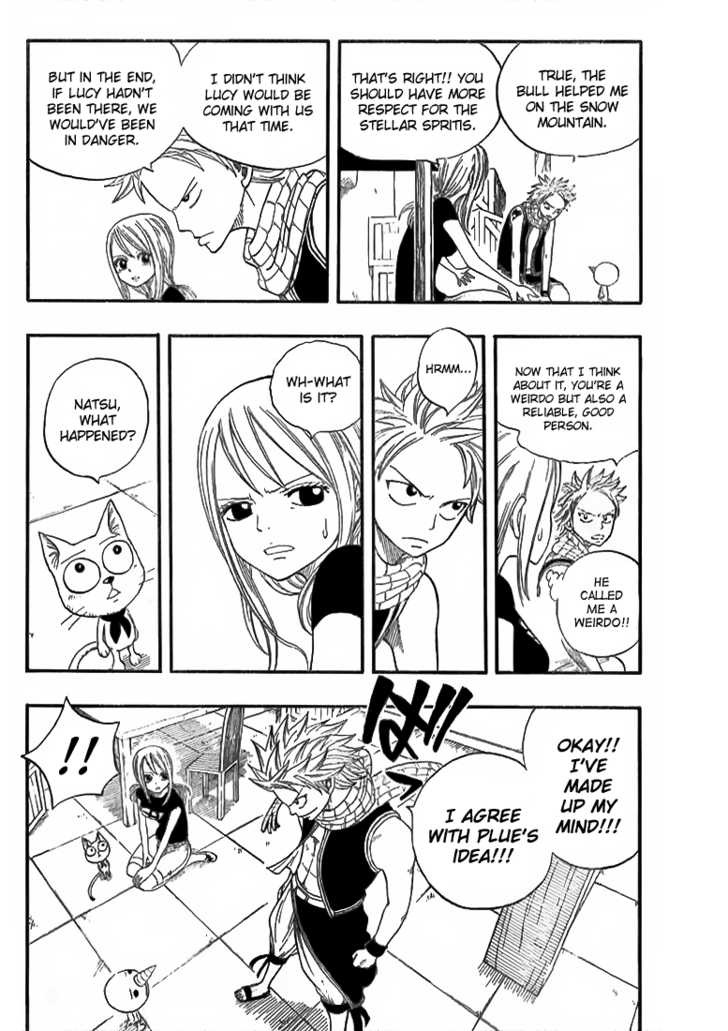 TRUE, THE
BULL HELPED ME
ON THE SNOW
MOUNTAIN.
THAT'S RIGHT!! YOU
SHOULD HAVE MORE
RESPECT FOR THE
STELLAR SPRITIS.
I DIDN'T THINK
LUCY WOULD BE
COMING WITH US
THAT TIME.
BUT IN THE END,
IF LUCY HADN'T
BEEN THERE, WE
WOULD'VE BEEN
IN DANGER.
NOW THAT I THINK
ABOUT IT, YOU'RE A
WEIRDO BUT ALSO A
RELIABLE, GOOD
PERSON.
HE
CALLED
ME A
WEIRDO!!
HRMM...
WH-WHAT
IS IT?
NATSU,
WHAT
HAPPENED?
OKAY!!
I'VE
MADE
UP MY
MIND!!!
I AGREE
WITH PLUE'S
IDEA!!!
ばっ
!!